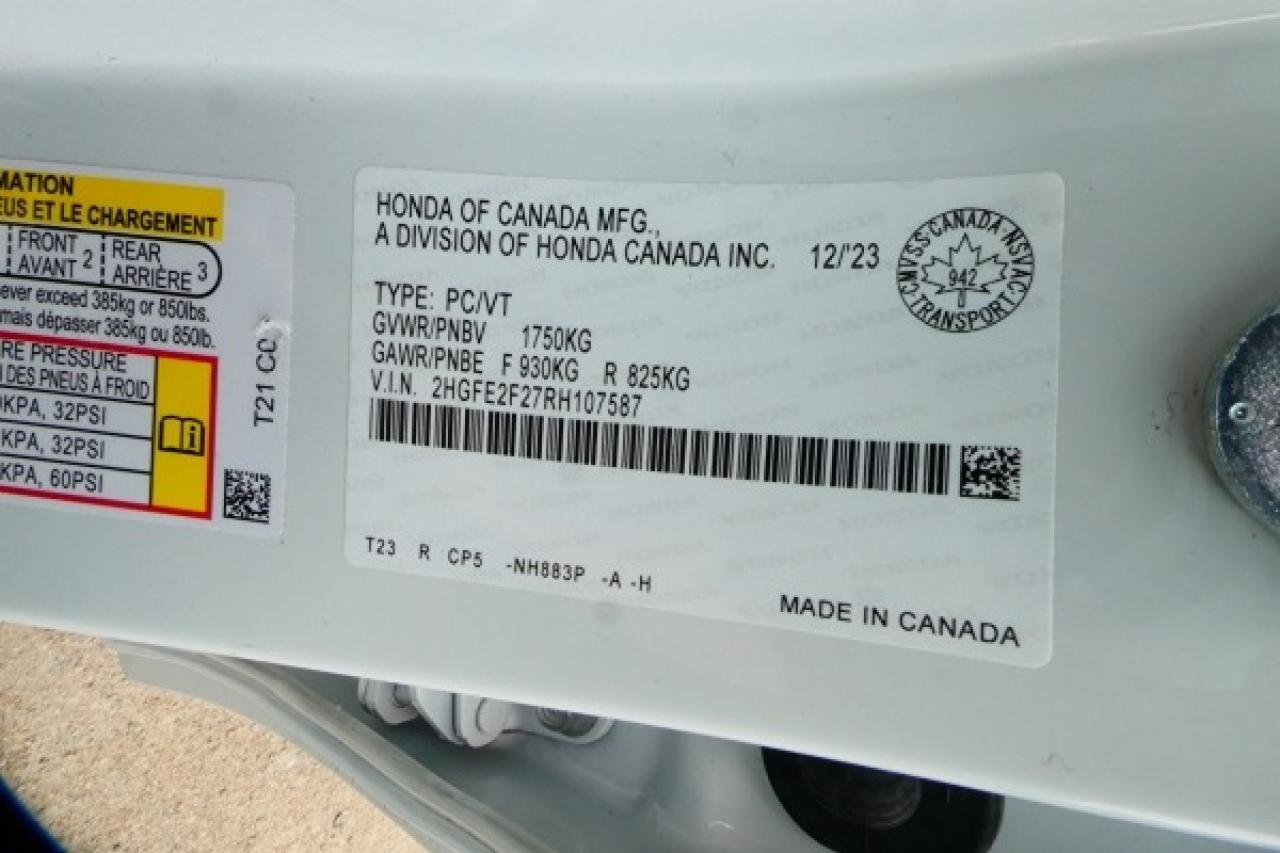 MATION
EUS ET LE CHARGEMENT
FRONT
AVANT 2
REAR
ARRIÈRE 3
ever exceed 385kg or 850lbs.
mais dépasser 385kg ou 850lb.
RE PRESSURE
I DES PNEUS À FROID
KPA, 32PSI
KPA, 32PSI
KPA, 60PSI
T21 C0
HONDA OF CANADA MFG.,
A DIVISION OF HONDA CANADA INC. 12/'23
CMVSS·CANADA·NSVAC·TRANSPORT
942
TYPE: PC/VT
GVWR/PNBV 1750KG
GAWR/PNBE F 930KG R 825KG
V.I.N. 2HGFE2F27RH107587
T23 R CP5 -NH883P -A -H
MADE IN CANADA